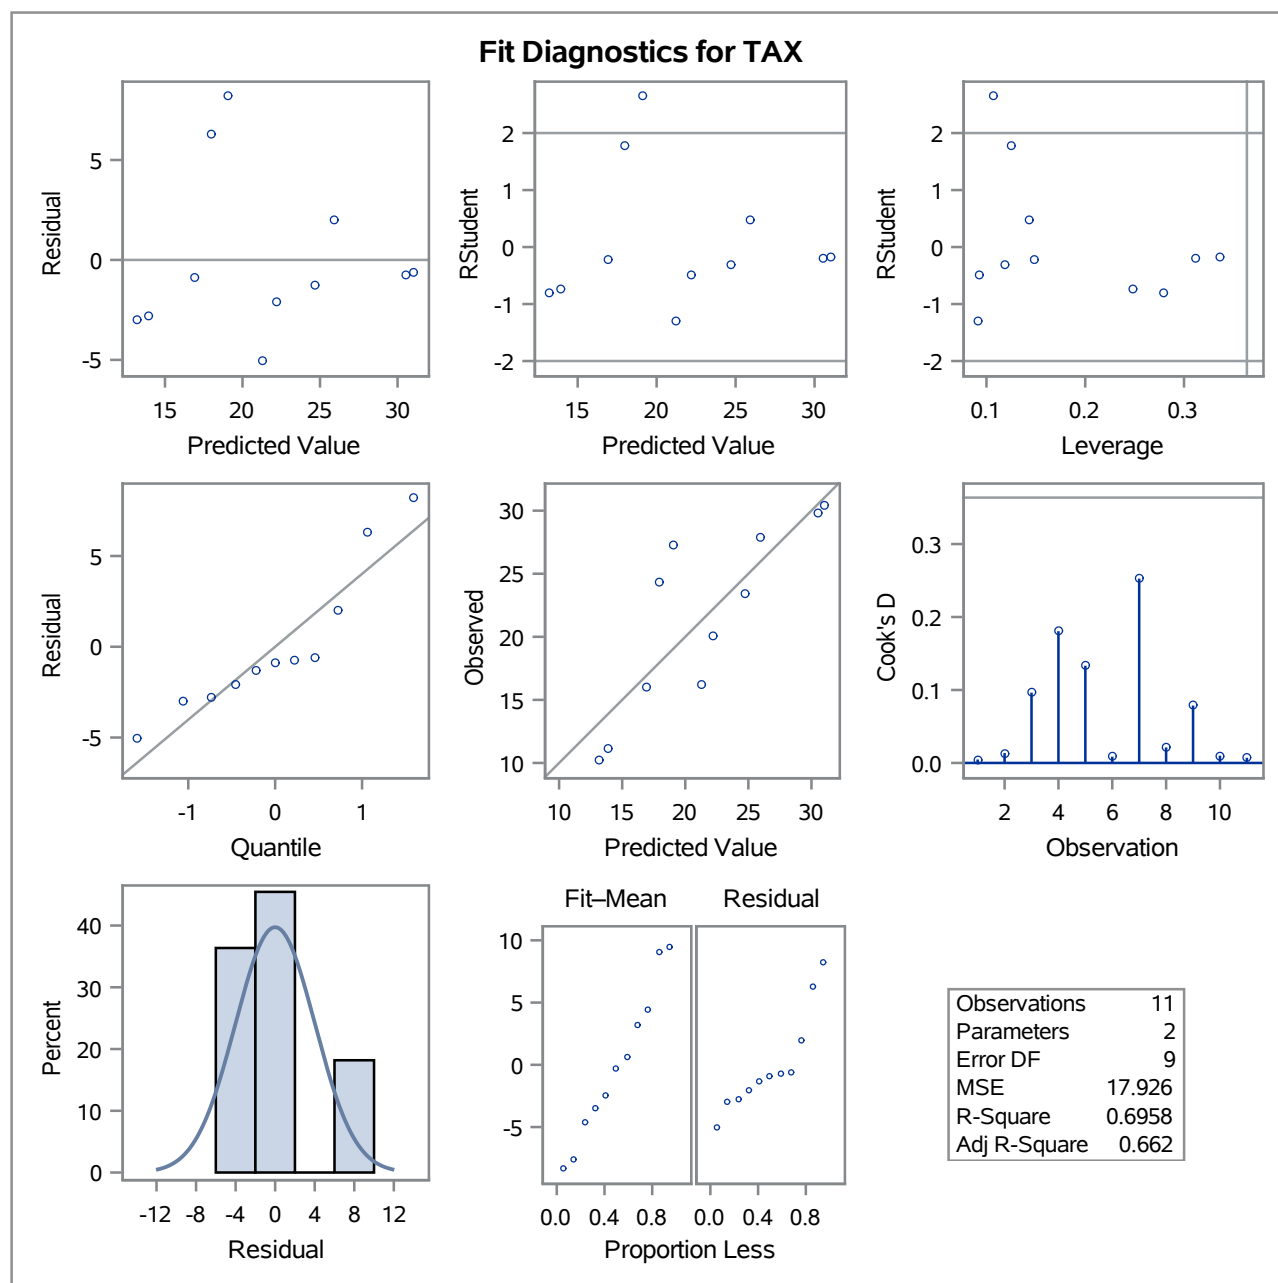 Fit Diagnostics for TAX
5
0
-5
Residual
15 20 25 30
Predicted Value
2
1
0
-1
-2
RStudent
15 20 25 30
Predicted Value
2
1
0
-1
-2
RStudent
0.1 0.2 0.3
Leverage
5
0
-5
Residual
-1 0 1
Quantile
30
25
20
15
10
Observed
10 15 20 25 30
Predicted Value
0.3
0.2
0.1
0.0
Cook's D
2 4 6 8 10
Observation
40
30
20
10
0
Percent
-12 -8 -4 0 4 8 12
Residual
Fit–Mean Residual
10
5
0
-5
0.0 0.4 0.8 0.0 0.4 0.8
Proportion Less
Observations 11
Parameters 2
Error DF 9
MSE 17.926
R-Square 0.6958
Adj R-Square 0.662